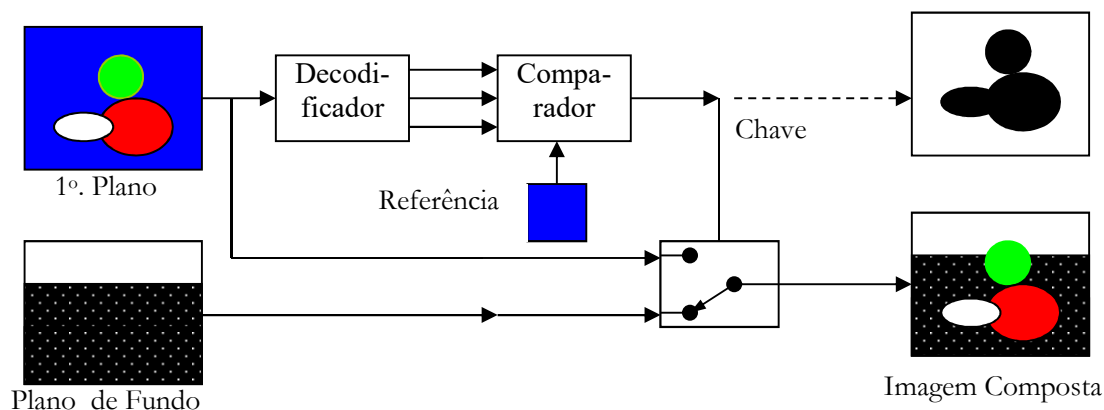 Decodi-
ficador
Compa-
rador
Chave
1º. Plano
Referência
Plano de Fundo
Imagem Composta